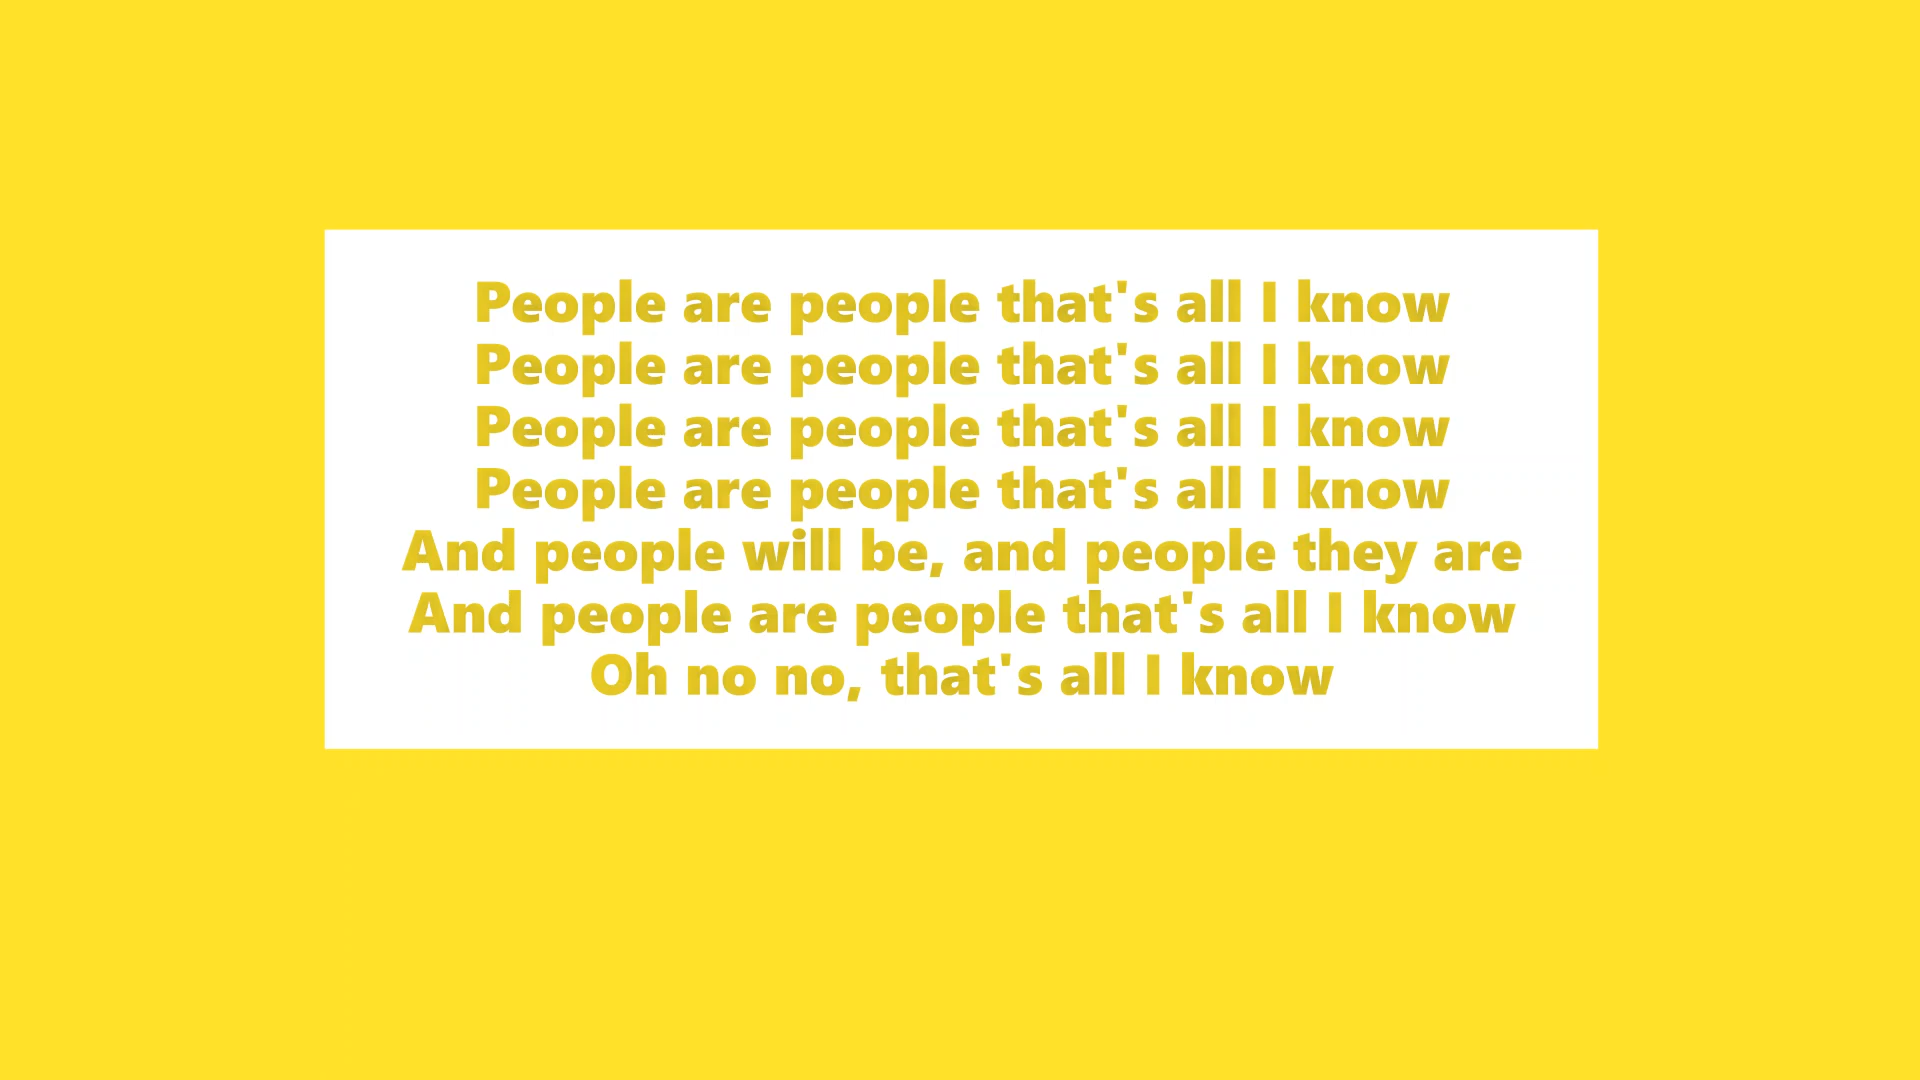 People are people that's all I know
People are people that's all I know
People are people that's all I know
People are people that's all I know
And people will be, and people they are
And people are people that's all I know
Oh no no, that's all I know